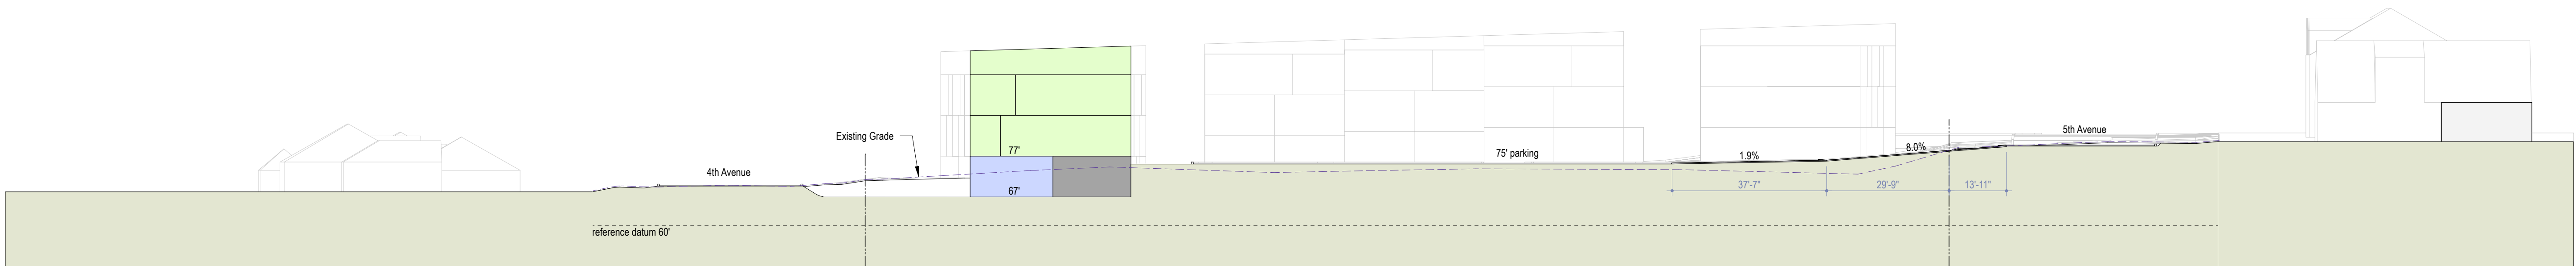 4th Avenue
Existing Grade
77'
67'
75' parking
1.9%
8.0%
5th Avenue
37'-7"
29'-9"
13'-11"
reference datum 60'